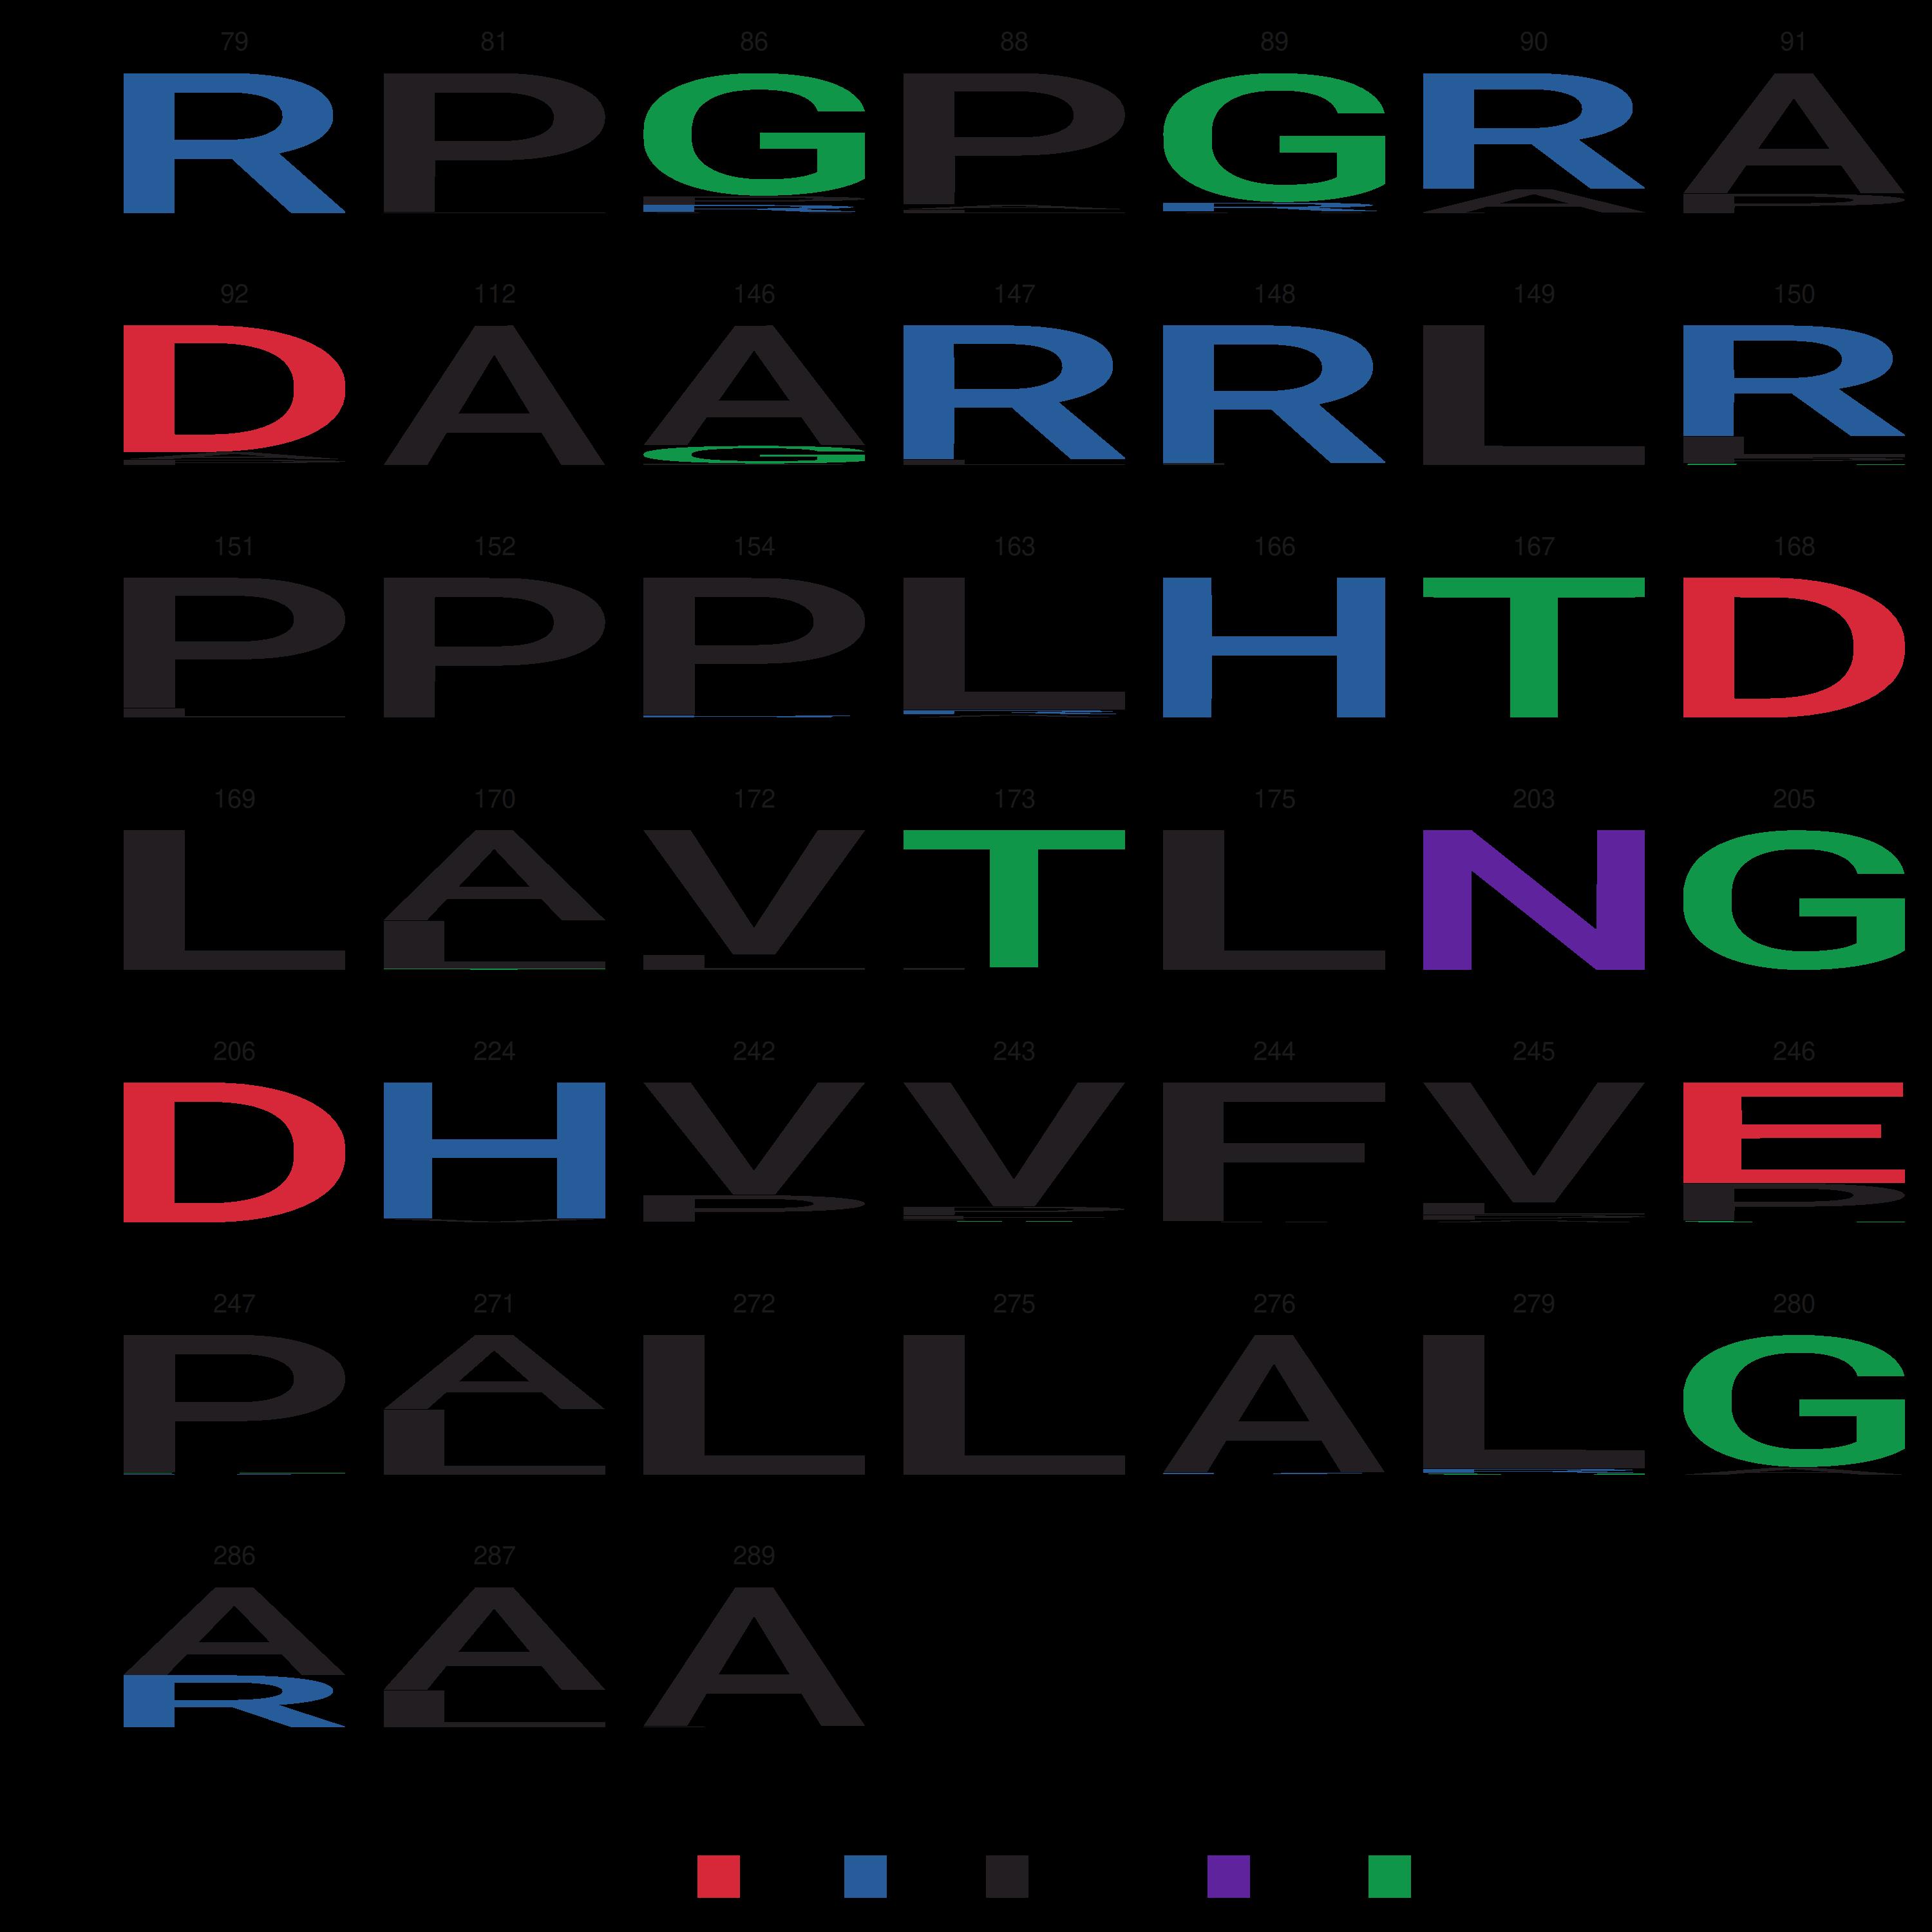 79 81 86 88 89 90 91
R P G P G R A
P R A R A P
92 112 146 147 148 149 150
D A A R R L R
A G L
151 152 154 163 166 167 168
P P P L H T D
169 170 172 173 175 203 205
L A V T L N G
L L
206 224 242 243 244 245 246
D H V V F V E
P P L P
247 271 272 275 276 279 280
P A L L A L G
L A
286 287 289
A A A
R L